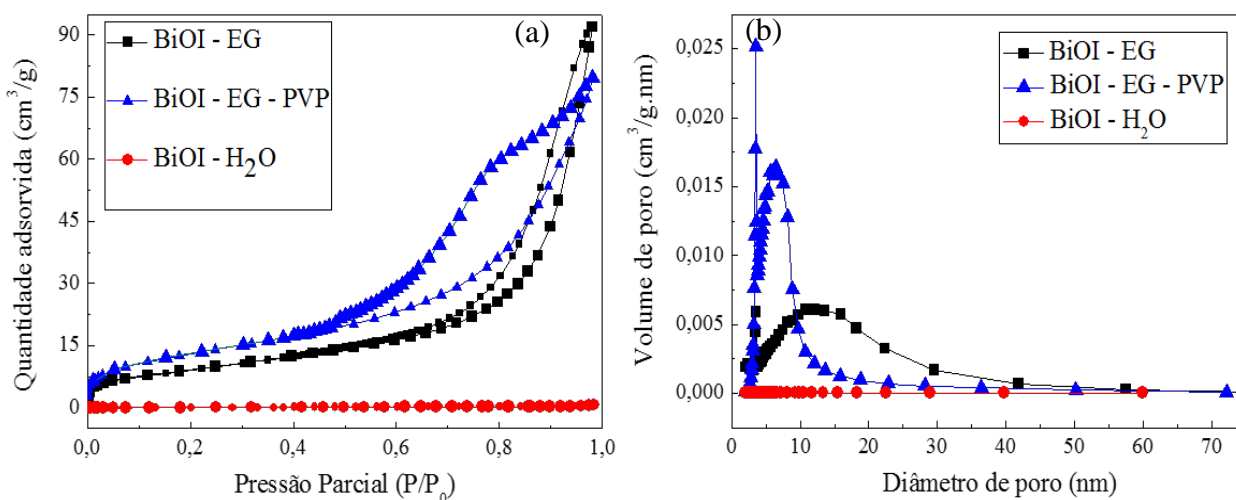 (a)
BiOI - EG
BiOI - EG - PVP
BiOI - H₂O
90
75
60
45
30
15
0
0,0 0,2 0,4 0,6 0,8 1,0
Quantidade adsorvida (cm³/g)
Pressão Parcial (P/P₀)
(b)
BiOI - EG
BiOI - EG - PVP
BiOI - H₂O
0,025
0,020
0,015
0,010
0,005
0,000
0 10 20 30 40 50 60 70
Volume de poro (cm³/g.nm)
Diâmetro de poro (nm)